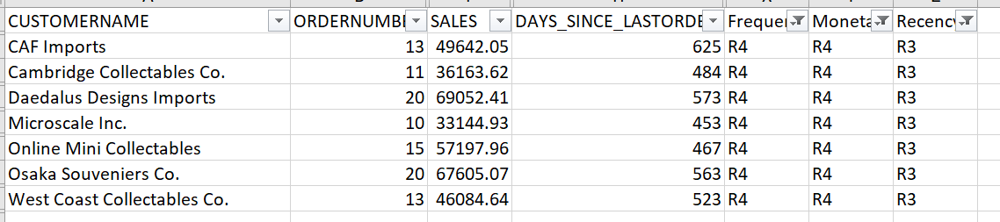 CUSTOMERNAME ORDERNUMBE SALES DAYS_SINCE_LASTORDE Freque Moneta Recency
CAF Imports 13 49642.05 625 R4 R4 R3
Cambridge Collectables Co. 11 36163.62 484 R4 R4 R3
Daedalus Designs Imports 20 69052.41 573 R4 R4 R3
Microscale Inc. 10 33144.93 453 R4 R4 R3
Online Mini Collectables 15 57197.96 467 R4 R4 R3
Osaka Souveniers Co. 20 67605.07 563 R4 R4 R3
West Coast Collectables Co. 13 46084.64 523 R4 R4 R3